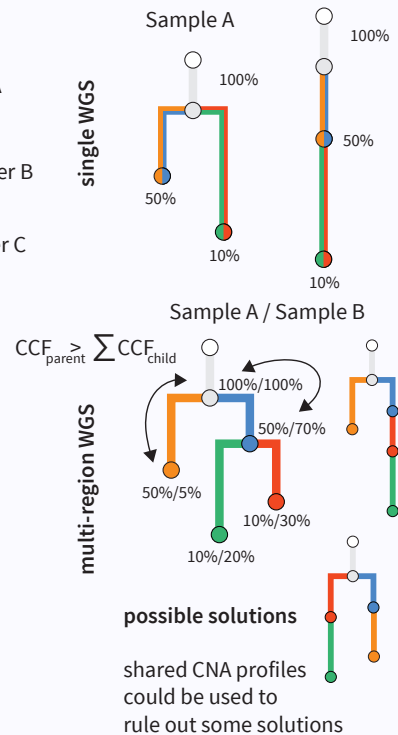 Sample A
100%
100%
single WGS
er B
50%
50%
r C
10%
10%
Sample A / Sample B
CCFparent > ∑CCFchild
100%/100%
50%/70%
multi-region WGS
50%/5%
10%/30%
10%/20%
possible solutions
shared CNA profiles
could be used to
rule out some solutions